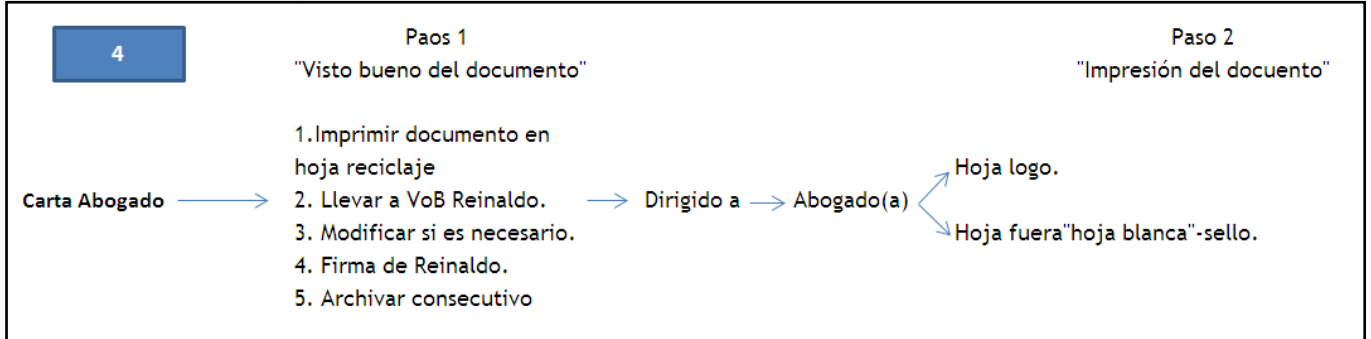 4
Paos 1
"Visto bueno del documento"
Paso 2
"Impresión del docuento"
Carta Abogado
1.Imprimir documento en
hoja reciclaje
2. Llevar a VoB Reinaldo.
3. Modificar si es necesario.
4. Firma de Reinaldo.
5. Archivar consecutivo
Dirigido a
Abogado(a)
Hoja logo.
Hoja fuera"hoja blanca"-sello.